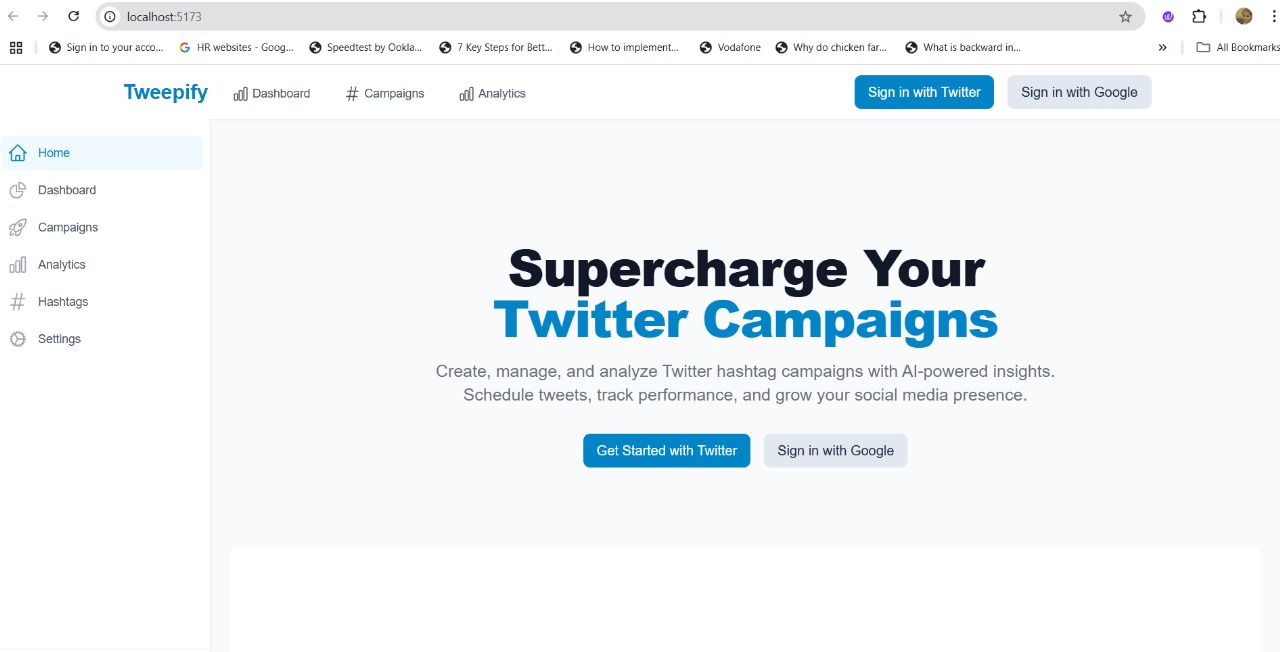 localhost:5173
Sign in to your acco...
HR websites - Goog...
Speedtest by Ookla...
7 Key Steps for Bett...
How to implement...
Vodafone
Why do chicken far...
What is backward in...
»
All Bookmarks
Tweepify
Dashboard
# Campaigns
Analytics
Sign in with Twitter
Sign in with Google
Home
Dashboard
Campaigns
Analytics
# Hashtags
Settings
Supercharge Your
Twitter Campaigns
Create, manage, and analyze Twitter hashtag campaigns with AI-powered insights.
Schedule tweets, track performance, and grow your social media presence.
Get Started with Twitter
Sign in with Google